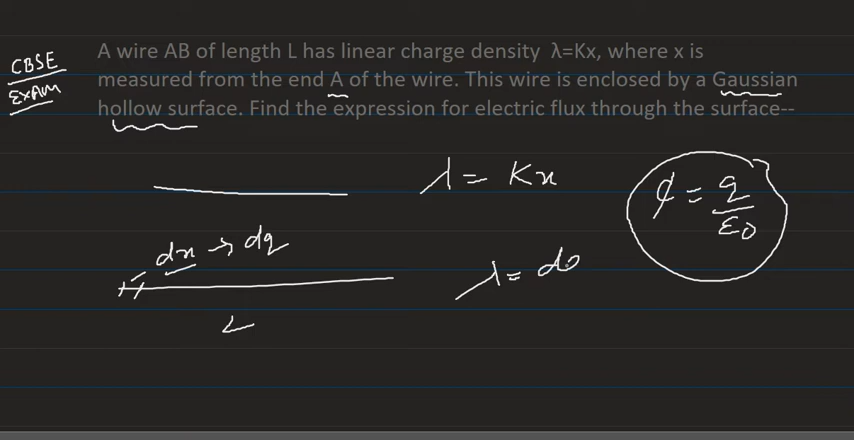 CBSE
EXAM
A wire AB of length L has linear charge density λ=Kx, where x is
measured from the end A of the wire. This wire is enclosed by a Gaussian
hollow surface. Find the expression for electric flux through the surface--
λ = Kx
ϕ = q/ε0
dx → dq
λ = do
L